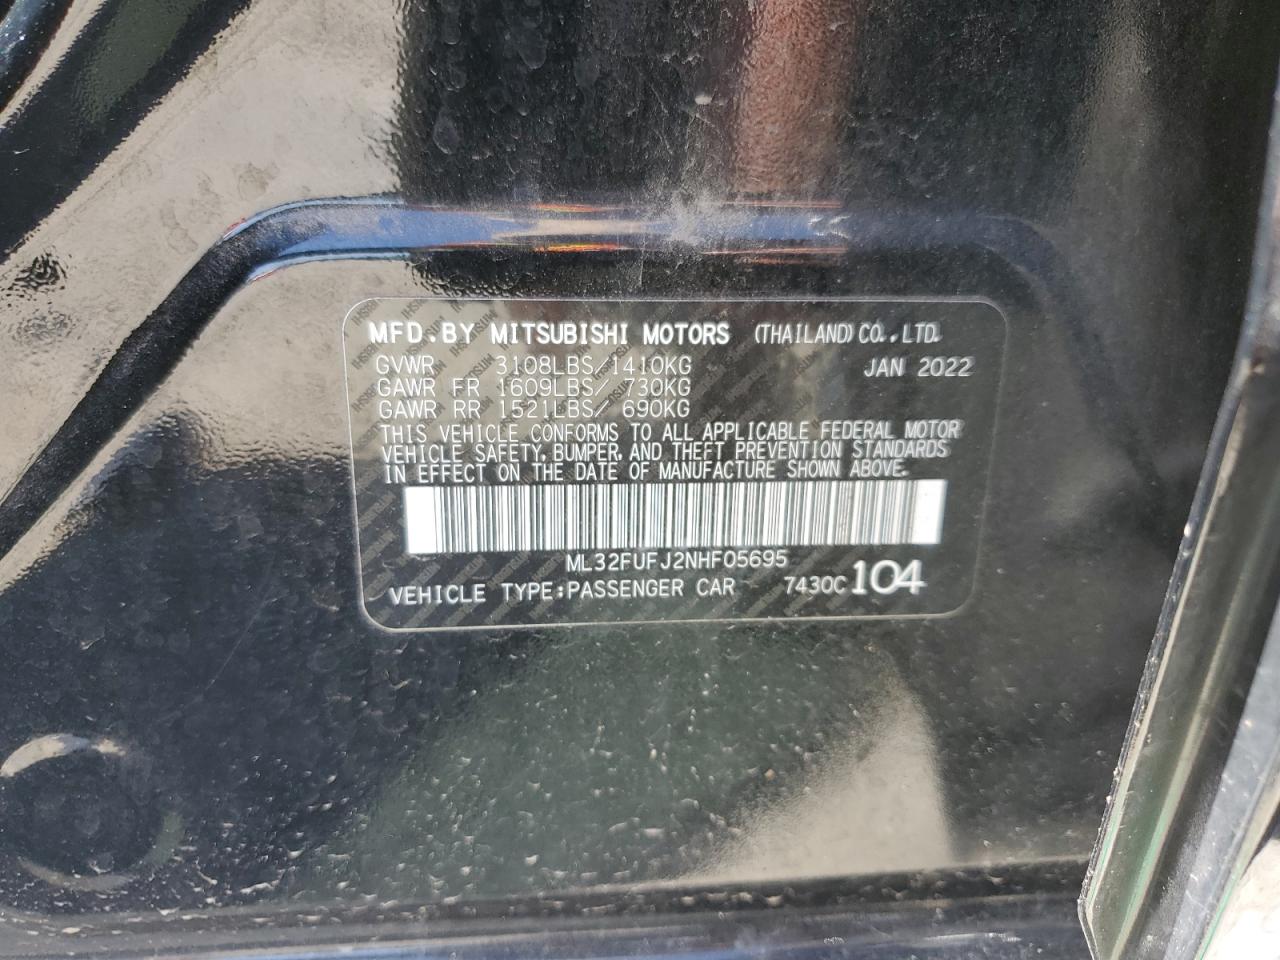 MFD.BY MITSUBISHI MOTORS (THAILAND)CO.,LTD.
GVWR 3108LBS/1410KG JAN 2022
GAWR FR 1609LBS/ 730KG
GAWR RR 1521LBS/ 690KG
THIS VEHICLE CONFORMS TO ALL APPLICABLE FEDERAL MOTOR
VEHICLE SAFETY, BUMPER, AND THEFT PREVENTION STANDARDS
IN EFFECT ON THE DATE OF MANUFACTURE SHOWN ABOVE.
ML32FUFJ2NHF05695
VEHICLE TYPE:PASSENGER CAR 7430C 104